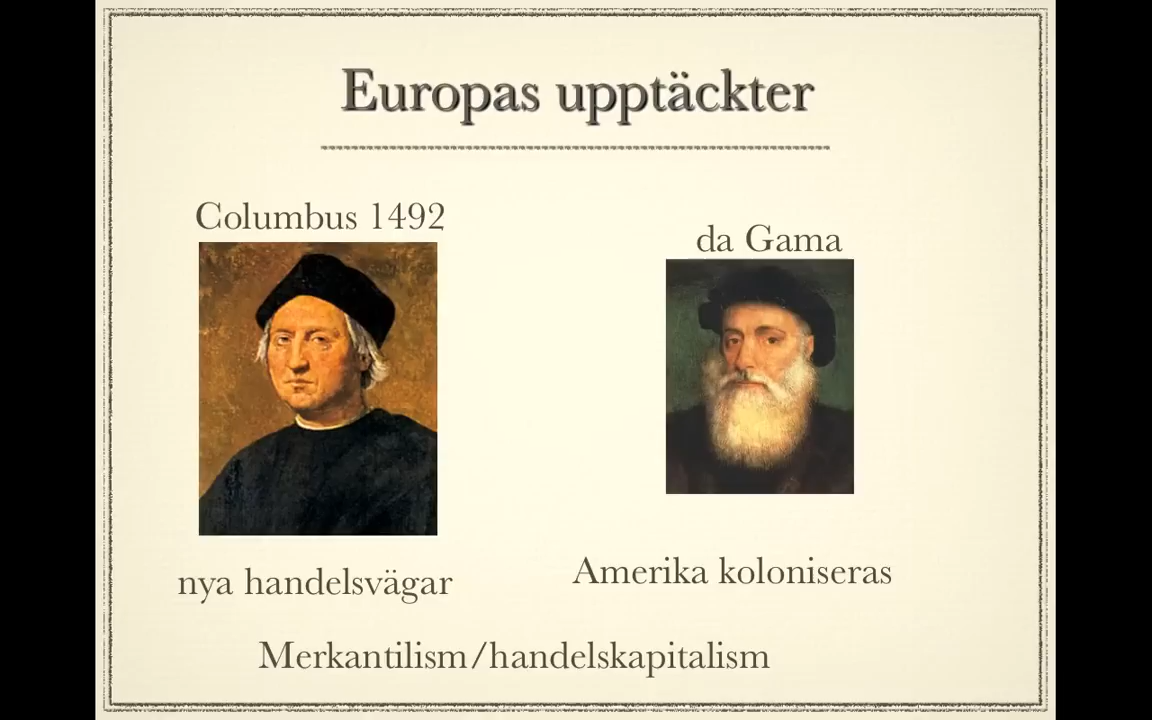 Europas upptäckter
Columbus 1492
da Gama
nya handelsvägar
Amerika koloniseras
Merkantilism/handelskapitalism